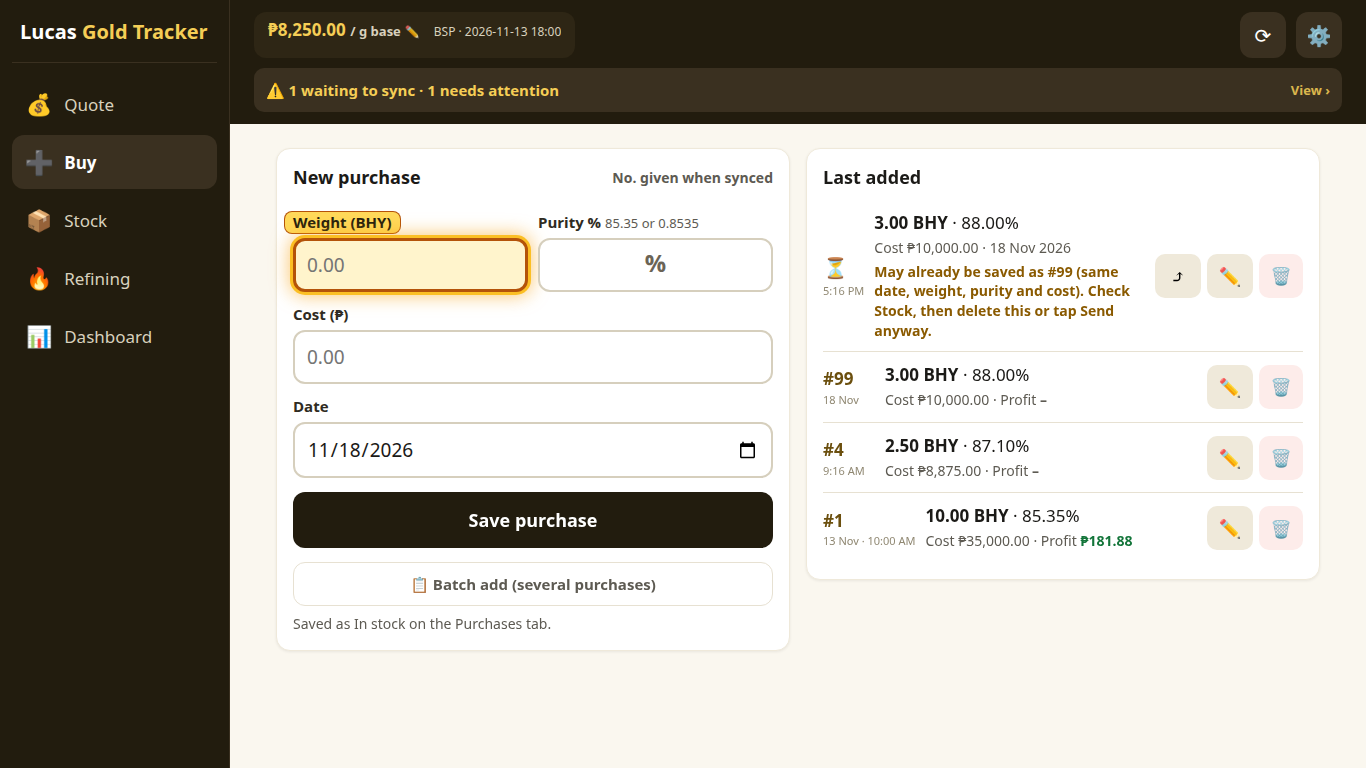 Lucas Gold Tracker
💰 Quote
➕ Buy
📦 Stock
🔥 Refining
📊 Dashboard
₱8,250.00 / g base ✏️ BSP · 2026-11-13 18:00
⟳ ⚙️
⚠️ 1 waiting to sync · 1 needs attention View ›
New purchase No. given when synced
Weight (BHY) Purity % 85.35 or 0.8535
0.00 %
Cost (₱)
0.00
Date
11/18/2026
Save purchase
📋 Batch add (several purchases)
Saved as In stock on the Purchases tab.
Last added
3.00 BHY · 88.00%
Cost ₱10,000.00 · 18 Nov 2026
⏳ 5:16 PM
May already be saved as #99 (same
date, weight, purity and cost). Check
Stock, then delete this or tap Send
anyway.
⤴ ✏️ 🗑️
#99 3.00 BHY · 88.00%
18 Nov Cost ₱10,000.00 · Profit –
✏️ 🗑️
#4 2.50 BHY · 87.10%
9:16 AM Cost ₱8,875.00 · Profit –
✏️ 🗑️
#1 10.00 BHY · 85.35%
13 Nov · 10:00 AM Cost ₱35,000.00 · Profit ₱181.88
✏️ 🗑️